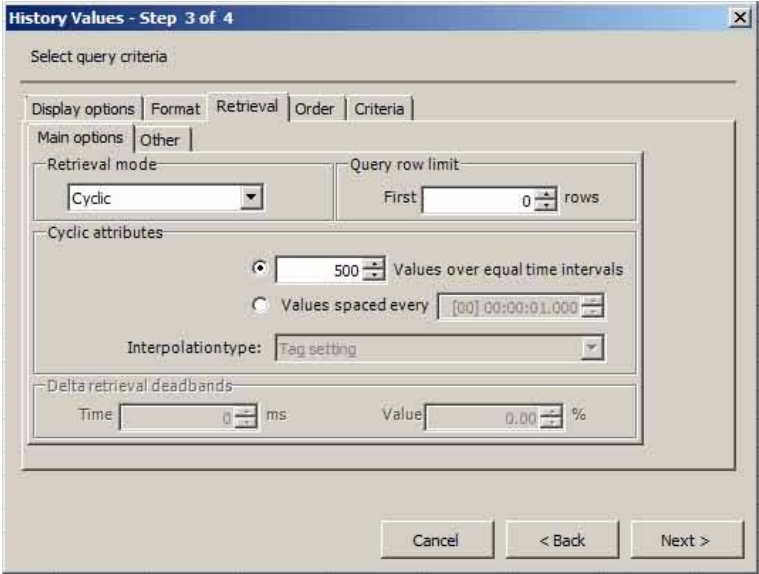 History Values - Step 3 of 4
Select query criteria
Display options Format Retrieval Order Criteria
Main options Other
Retrieval mode Query row limit
Cyclic First 0 rows
Cyclic attributes
500 Values over equal time intervals
Values spaced every [00] 00:00:01.000
Interpolationtype: Tag setting
Delta retrieval deadbands
Time 0 ms Value 0.00 %
Cancel < Back Next >